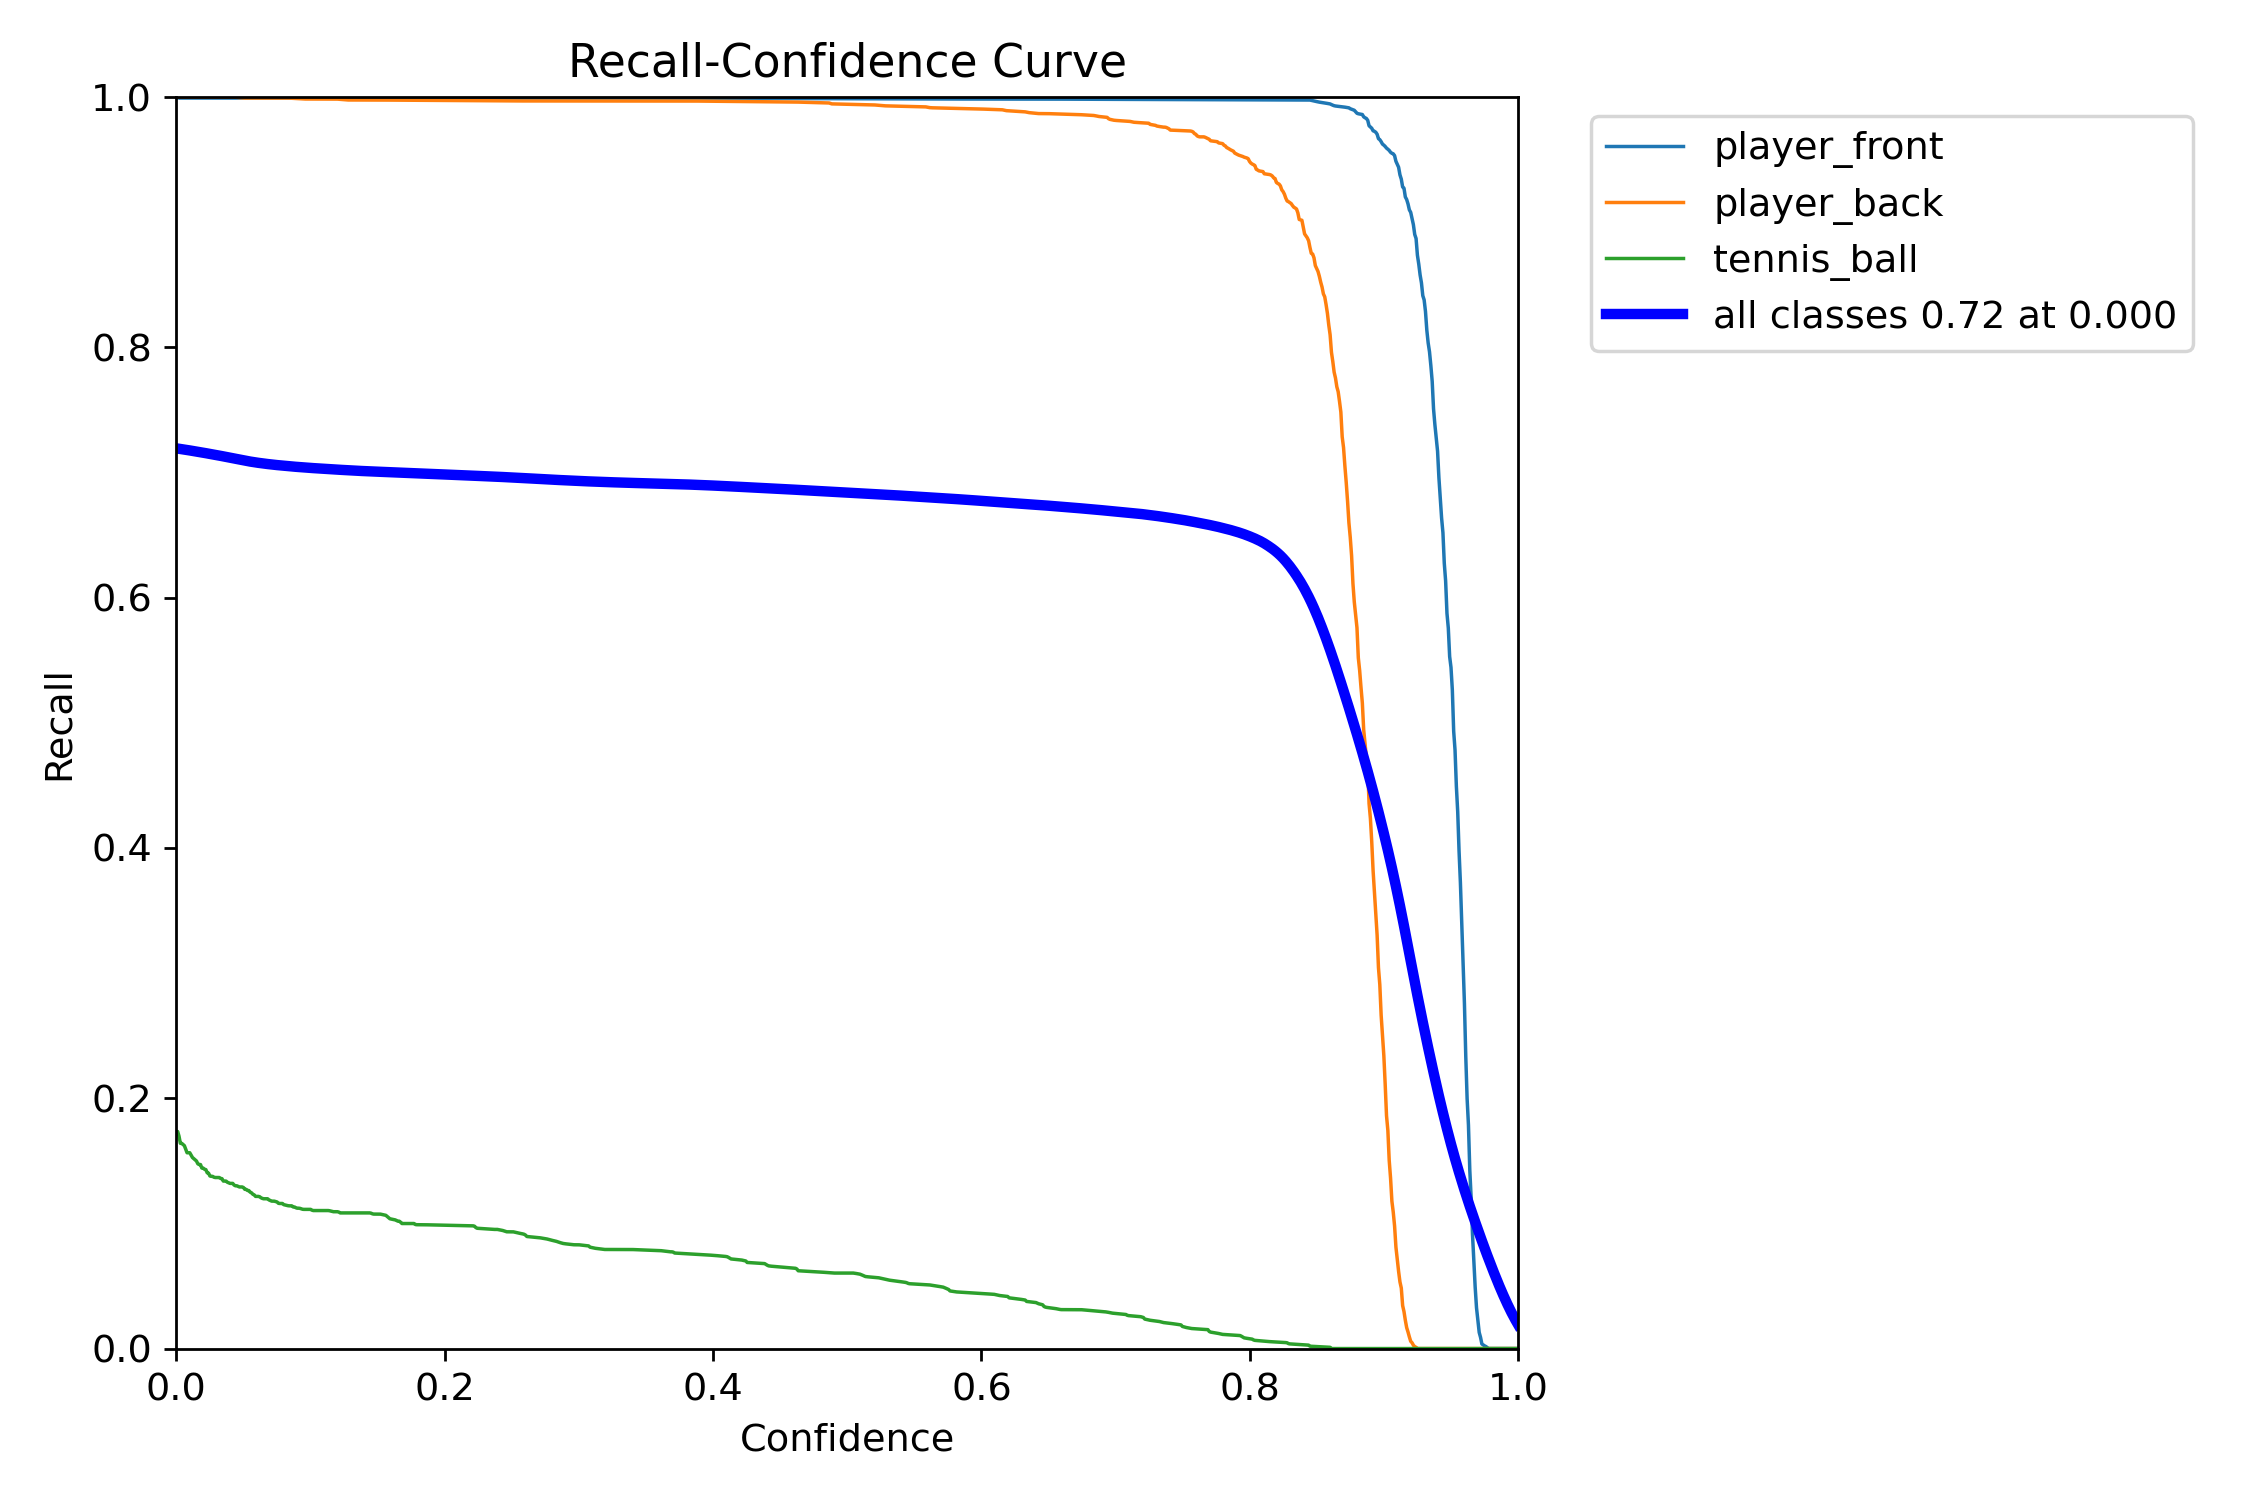 Recall-Confidence Curve
1.0
0.8
0.6
0.4
0.2
0.0
Recall
0.0 0.2 0.4 0.6 0.8 1.0
Confidence
player_front
player_back
tennis_ball
all classes 0.72 at 0.000